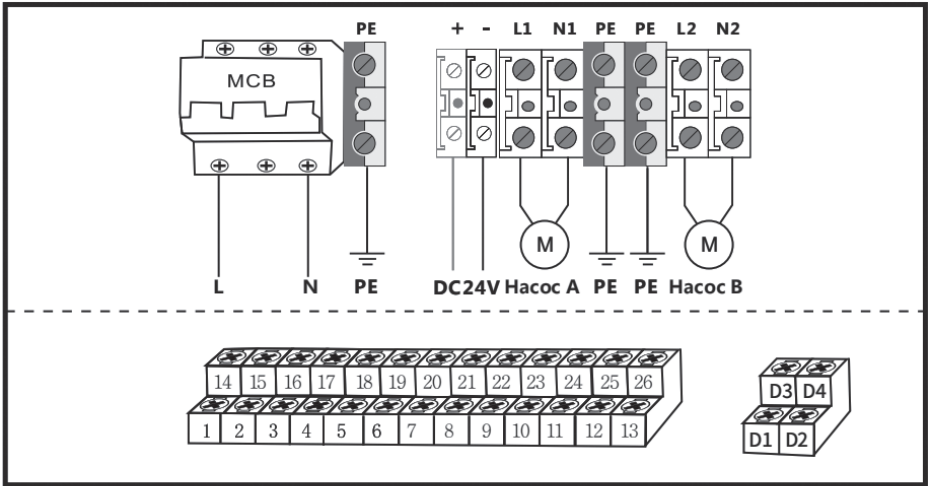 PE + - L1 N1 PE PE L2 N2
MCB
M M
L N PE DC24V Насос А PE PE Насос В
14 15 16 17 18 19 20 21 22 23 24 25 26
1 2 3 4 5 6 7 8 9 10 11 12 13
D3 D4
D1 D2